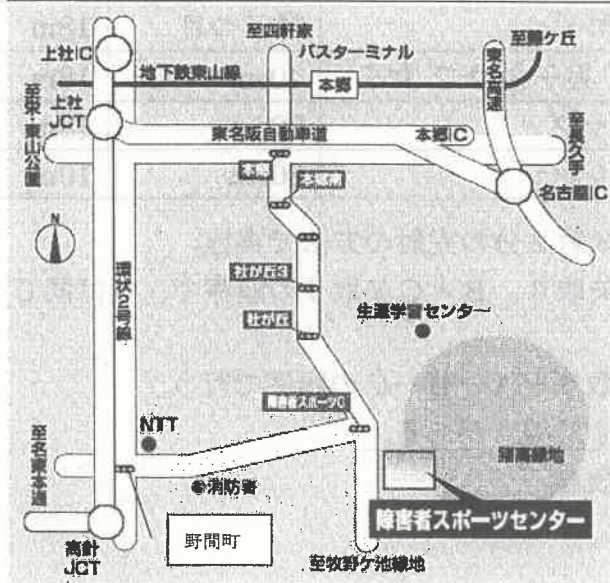 至四軒家
上社IC
バスターミナル
至藤ケ丘
地下鉄東山線
本郷
東名高速
至栄・東山公園
上社
JCT
東名阪自動車道
本郷IC
至長久手
本郷
本郷南
名古屋IC
N
環状2号線
社が丘3
生涯学習センター
社が丘
障害者スポーツC
NTT
至名東本道
消防署
猪高緑地
障害者スポーツセンター
野間町
高針
JCT
至牧野ケ池緑地